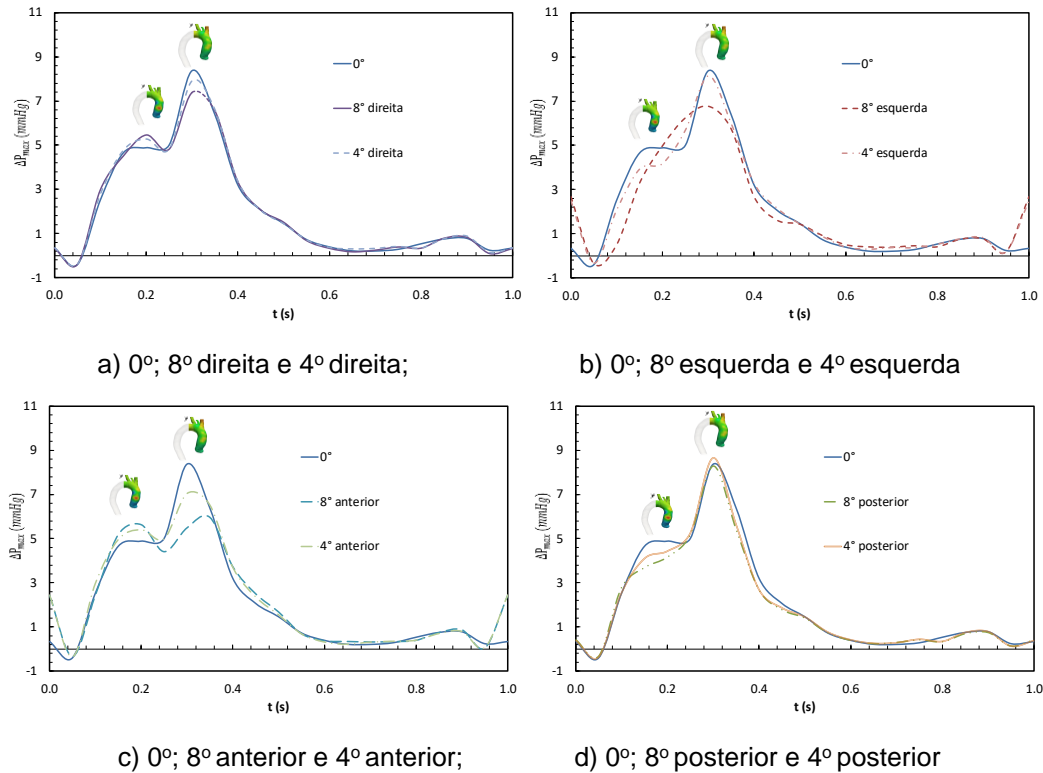 11
9
7
5
3
1
-1
ΔP_max (mmHg)
0°
8° direita
4° direita
0.0 0.2 0.4 0.6 0.8 1.0
t (s)
a) 0º; 8º direita e 4º direita;
11
9
7
5
3
1
-1
ΔP_max (mmHg)
0°
8° esquerda
4° esquerda
0.0 0.2 0.4 0.6 0.8 1.0
t (s)
b) 0º; 8º esquerda e 4º esquerda
11
9
7
5
3
1
-1
ΔP_max (mmHg)
0°
8° anterior
4° anterior
0.0 0.2 0.4 0.6 0.8 1.0
t (s)
c) 0º; 8º anterior e 4º anterior;
11
9
7
5
3
1
-1
ΔP_max (mmHg)
0°
8° posterior
4° posterior
0.0 0.2 0.4 0.6 0.8 1.0
t (s)
d) 0º; 8º posterior e 4º posterior